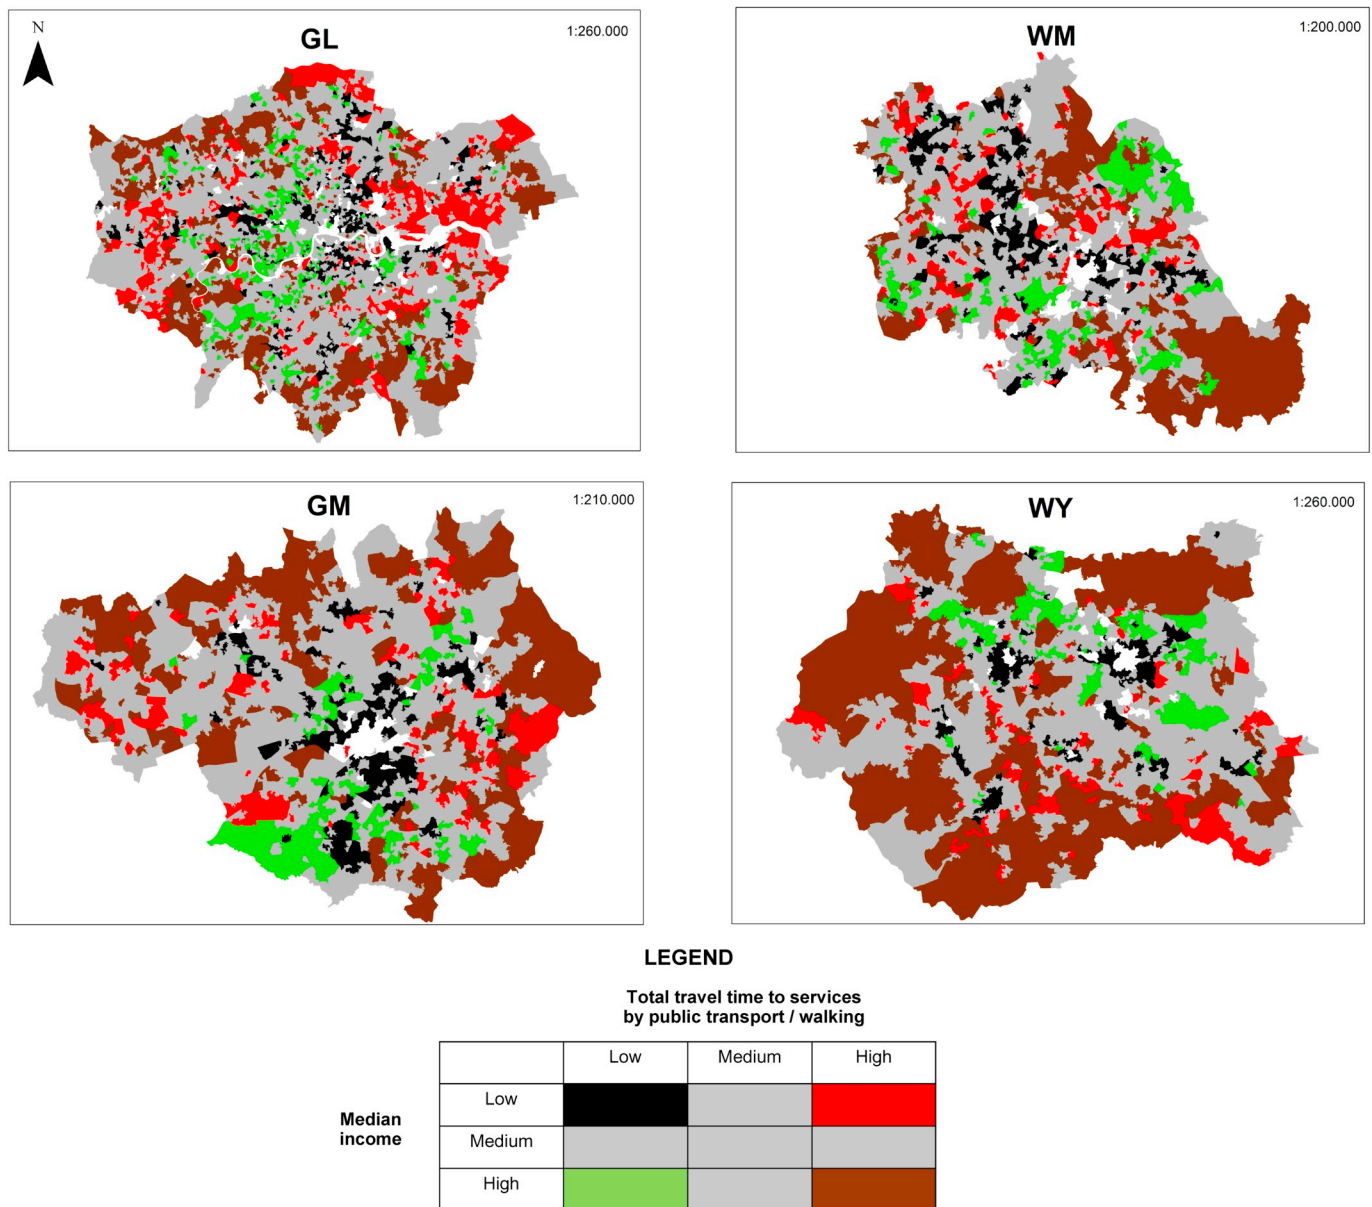 N
GL
1:260.000
WM
1:200.000
GM
1:210.000
WY
1:260.000
LEGEND
Total travel time to services
by public transport / walking
Low
Medium
High
Median
income
Low
Medium
High